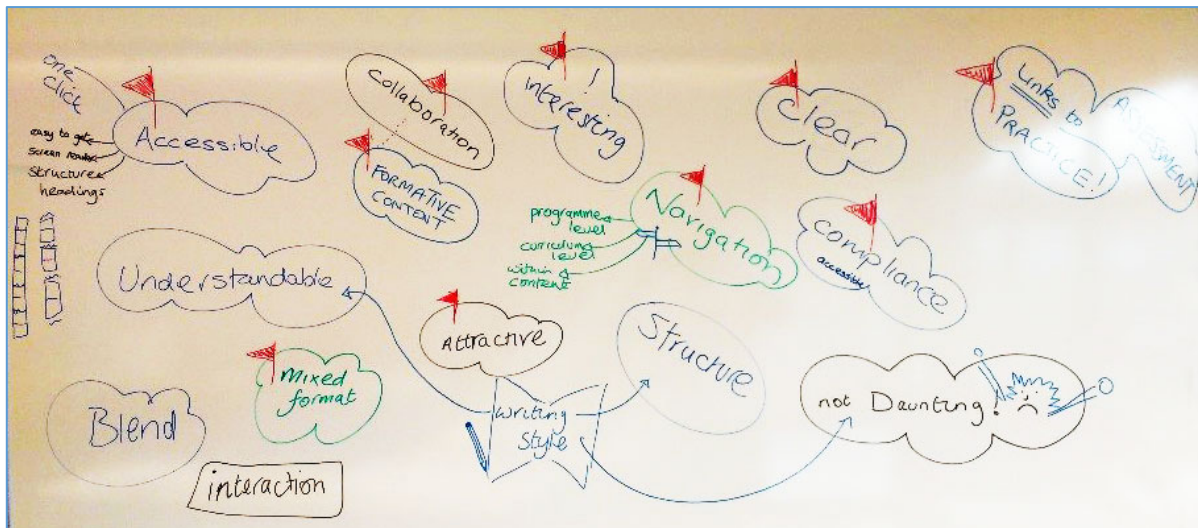 one
click
Accessible
easy to get
screen reader
structure
headings
Collaboration
FORMATIVE
CONTENT
!
interesting
clear
Links to
PRACTICE!
ASSESSMENT
Navigation
programme
level
curriculum
level
within
content
compliance
accessible
Understandable
Attractive
Structure
Mixed
format
Blend
writing
style
not Daunting!
interaction